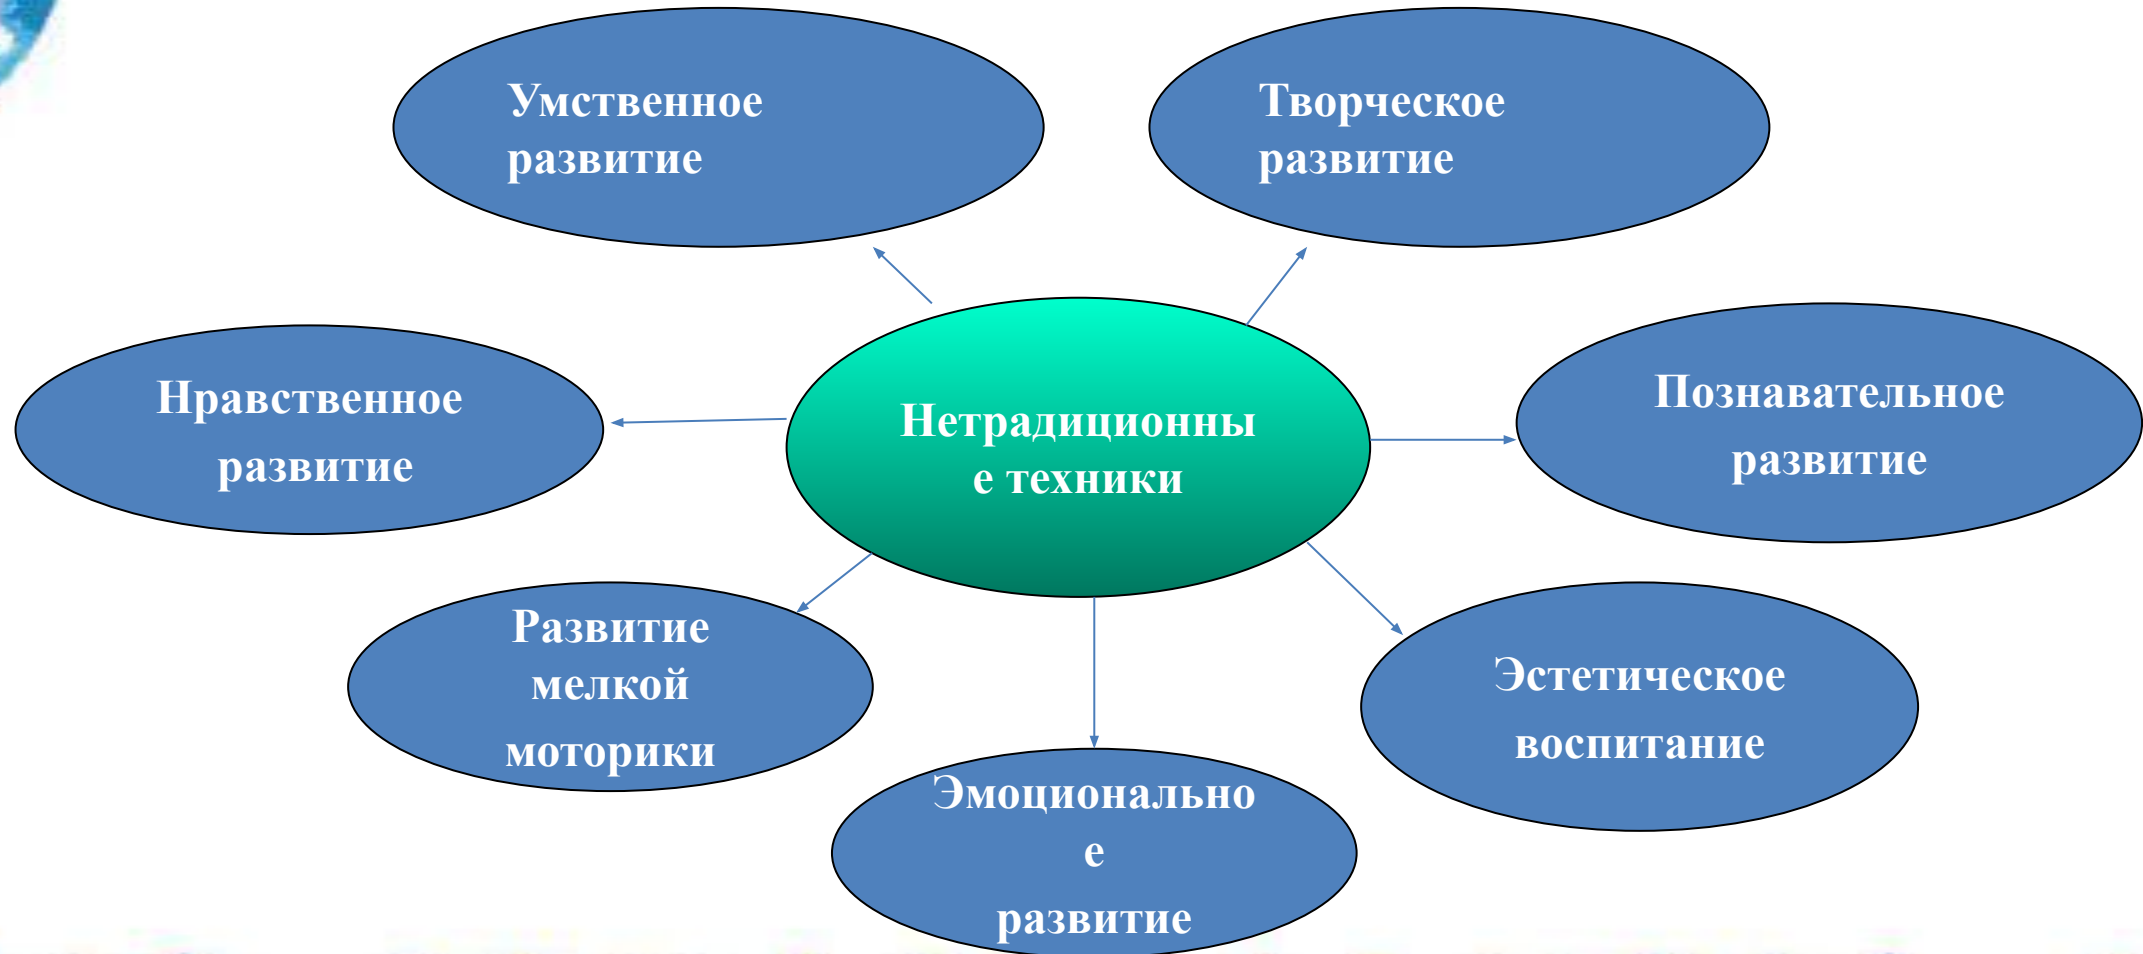 Умственное
развитие
Творческое
развитие
Нравственное
развитие
Нетрадиционны
е техники
Познавательное
развитие
Развитие
мелкой
моторики
Эмоционально
е
развитие
Эстетическое
воспитание